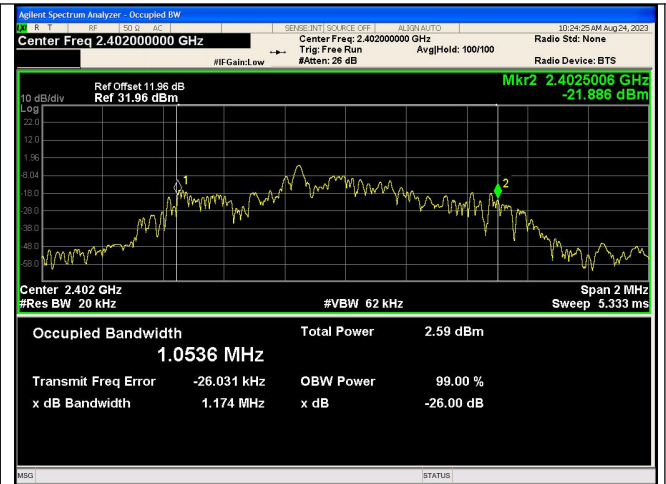 Agilent Spectrum Analyzer - Occupied BW
R T RF 50 Ω AC SENSE:INT SOURCE OFF ALIGN AUTO 10:24:25 AM Aug 24, 2023
Center Freq 2.402000000 GHz Center Freq: 2.402000000 GHz Radio Std: None
Trig: Free Run Avg|Hold: 100/100
#IFGain:Low #Atten: 26 dB Radio Device: BTS
Mkr2 2.4025006 GHz
Ref Offset 11.96 dB
10 dB/div Ref 31.96 dBm -21.886 dBm
Log
22.0
12.0
1.96
-8.04
1
2
-18.0
-28.0
-38.0
-48.0
-58.0
Center 2.402 GHz Span 2 MHz
#Res BW 20 kHz #VBW 62 kHz Sweep 5.333 ms
Occupied Bandwidth Total Power 2.59 dBm
1.0536 MHz
Transmit Freq Error -26.031 kHz OBW Power 99.00 %
x dB Bandwidth 1.174 MHz x dB -26.00 dB
MSG STATUS